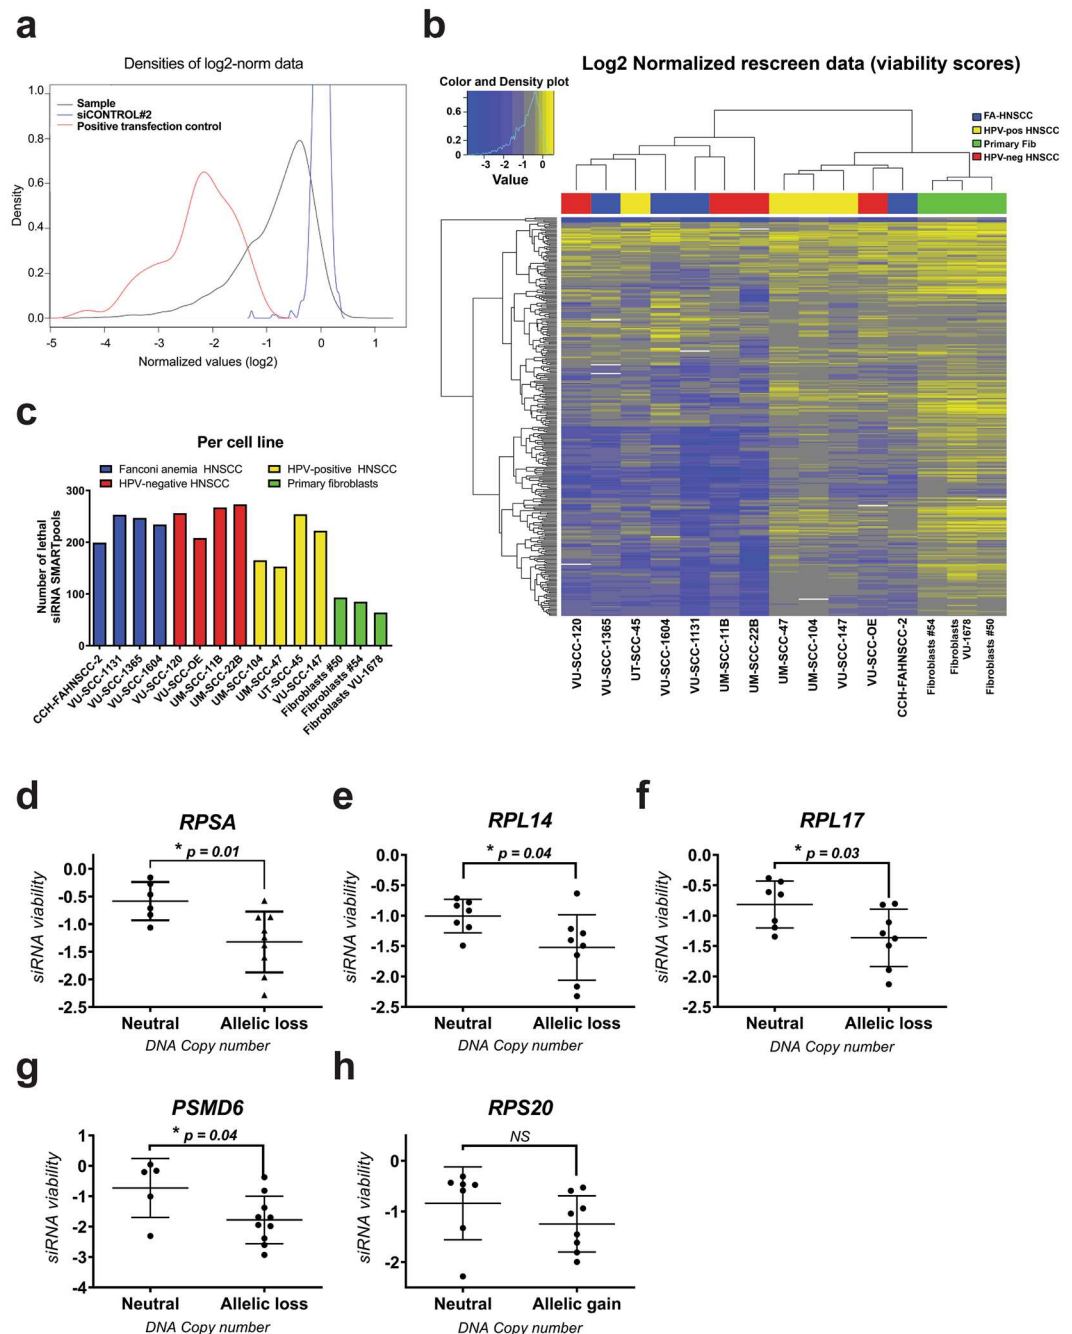 a
Densities of log2-norm data
1.0
0.8
0.6
0.4
0.2
0.0
Density
Sample
siCONTROL#2
Positive transfection control
-5 -4 -3 -2 -1 0 1
Normalized values (log2)
b
Log2 Normalized rescreen data (viability scores)
Color and Density plot
0.8
0.6
0.2
0
-3 -2 -1 0
Value
FA-HNSCC
HPV-pos HNSCC
Primary Fib
HPV-neg HNSCC
VU-SCC-120
VU-SCC-1365
UT-SCC-45
VU-SCC-1604
VU-SCC-1131
UM-SCC-11B
UM-SCC-22B
UM-SCC-47
UM-SCC-104
VU-SCC-147
VU-SCC-OE
CCH-FAHNSCC-2
Fibroblasts #54
Fibroblasts
VU-1678
Fibroblasts #50
c
Per cell line
Fanconi anemia HNSCC
HPV-negative HNSCC
HPV-positive HNSCC
Primary fibroblasts
Number of lethal
siRNA SMARTpools
300
200
100
0
CCH-FAHNSCC-2
VU-SCC-1131
VU-SCC-1365
VU-SCC-1604
VU-SCC-120
VU-SCC-OE
UM-SCC-11B
UM-SCC-22B
UM-SCC-104
UM-SCC-47
UT-SCC-45
VU-SCC-147
Fibroblasts #50
Fibroblasts #54
Fibroblasts VU-1678
d
RPSA
* p = 0.01
siRNA viability
0.0
-0.5
-1.0
-1.5
-2.0
-2.5
Neutral Allelic loss
DNA Copy number
e
RPL14
* p = 0.04
siRNA viability
0.0
-0.5
-1.0
-1.5
-2.0
-2.5
Neutral Allelic loss
DNA Copy number
f
RPL17
* p = 0.03
siRNA viability
0.0
-0.5
-1.0
-1.5
-2.0
-2.5
Neutral Allelic loss
DNA Copy number
g
PSMD6
* p = 0.04
siRNA viability
1
0
-1
-2
-3
-4
Neutral Allelic loss
DNA Copy number
h
RPS20
NS
siRNA viability
0
-1
-2
Neutral Allelic gain
DNA Copy number